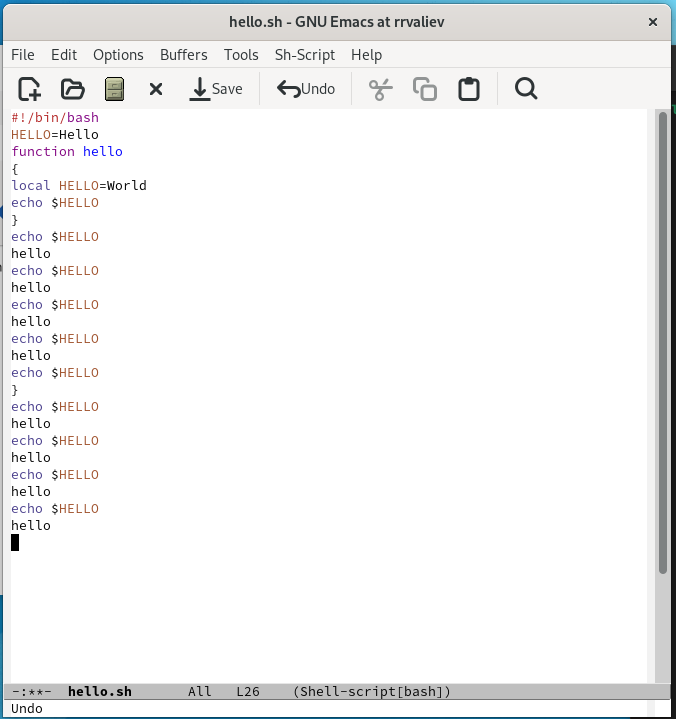 hello.sh - GNU Emacs at rrvaliev
File Edit Options Buffers Tools Sh-Script Help
Save Undo
#!/bin/bash
HELLO=Hello
function hello
{
local HELLO=World
echo $HELLO
}
echo $HELLO
hello
echo $HELLO
hello
echo $HELLO
hello
echo $HELLO
hello
echo $HELLO
}
echo $HELLO
hello
echo $HELLO
hello
echo $HELLO
hello
echo $HELLO
hello
-:**- hello.sh All L26 (Shell-script[bash])
Undo